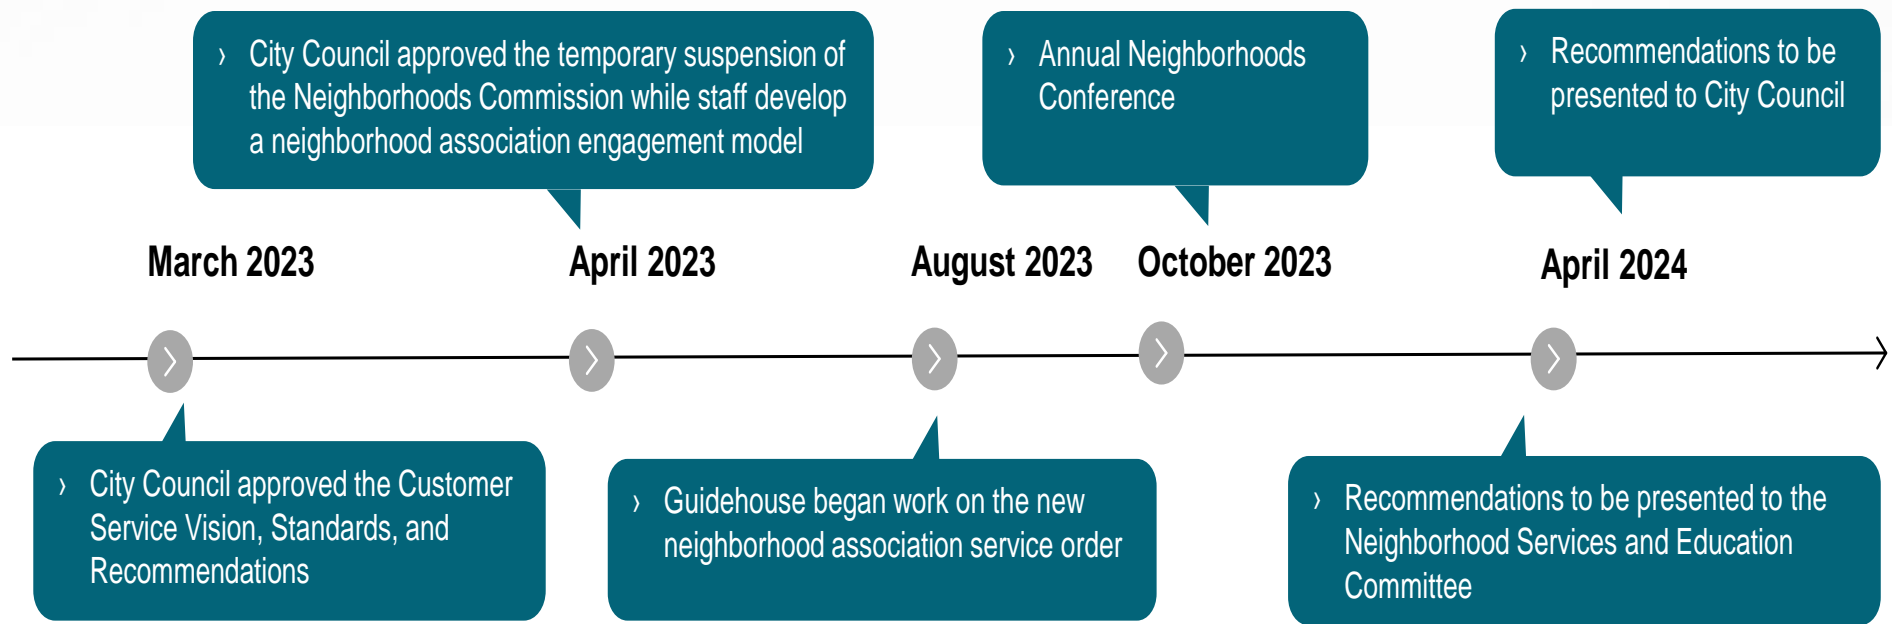 › City Council approved the temporary suspension of
the Neighborhoods Commission while staff develop
a neighborhood association engagement model
› Annual Neighborhoods
Conference
› Recommendations to be
presented to City Council
March 2023
April 2023
August 2023
October 2023
April 2024
› City Council approved the Customer
Service Vision, Standards, and
Recommendations
› Guidehouse began work on the new
neighborhood association service order
› Recommendations to be presented to the
Neighborhood Services and Education
Committee